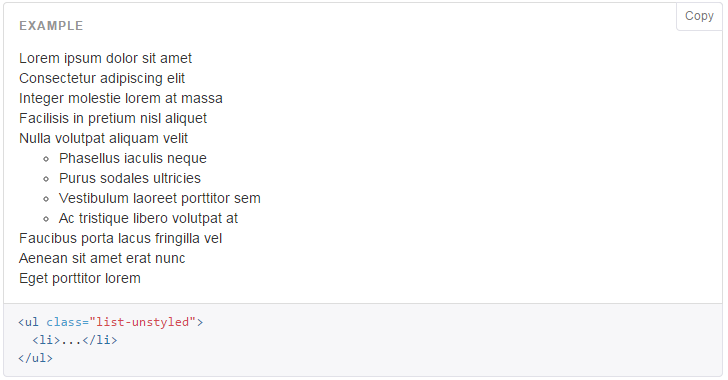 Copy
EXAMPLE
Lorem ipsum dolor sit amet
Consectetur adipiscing elit
Integer molestie lorem at massa
Facilisis in pretium nisl aliquet
Nulla volutpat aliquam velit
Phasellus iaculis neque
Purus sodales ultricies
Vestibulum laoreet porttitor sem
Ac tristique libero volutpat at
Faucibus porta lacus fringilla vel
Aenean sit amet erat nunc
Eget porttitor lorem
<ul class="list-unstyled">
  <li>...</li>
</ul>